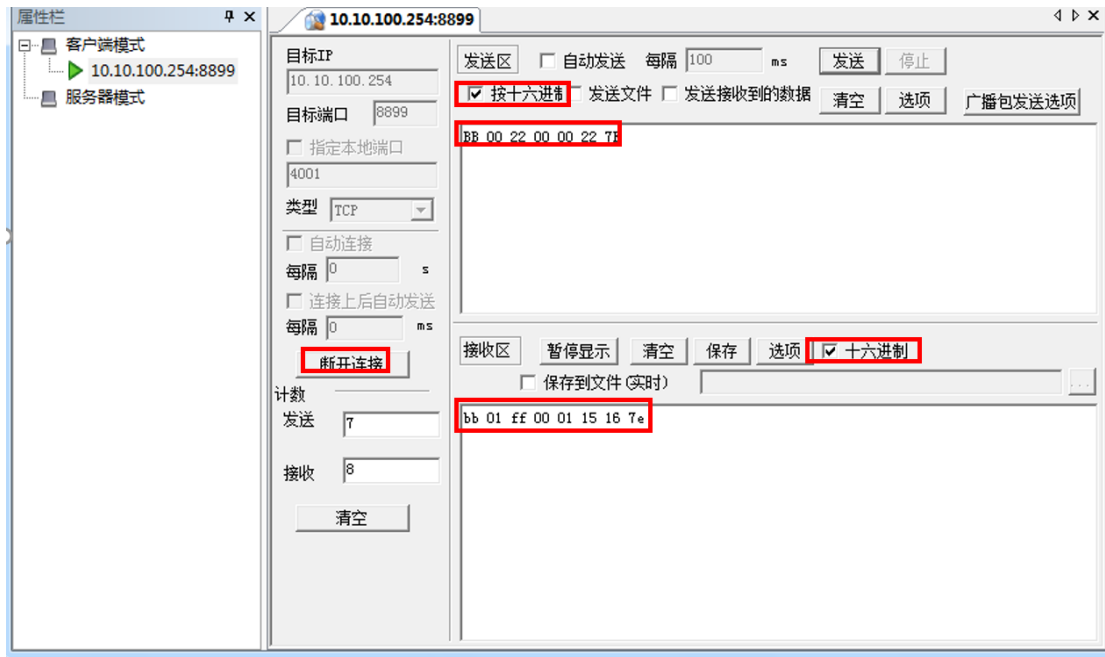 属性栏
客户端模式
10.10.100.254:8899
服务器模式
10.10.100.254:8899
目标IP
10.10.100.254
目标端口 8899
指定本地端口
4001
类型 TCP
自动连接
每隔 0 s
连接上后自动发送
每隔 0 ms
断开连接
计数
发送 7
接收 8
清空
发送区 自动发送 每隔 100 ms 发送 停止
按十六进制 发送文件 发送接收到的数据 清空 选项 广播包发送选项
BB 00 22 00 00 22 7E
接收区 暂停显示 清空 保存 选项 十六进制
保存到文件(实时) ...
bb 01 ff 00 01 15 16 7e